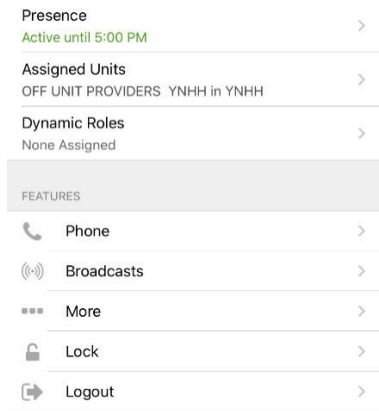 Presence
Active until 5:00 PM
Assigned Units
OFF UNIT PROVIDERS YNHH in YNHH
Dynamic Roles
None Assigned
FEATURES
Phone
Broadcasts
More
Lock
Logout